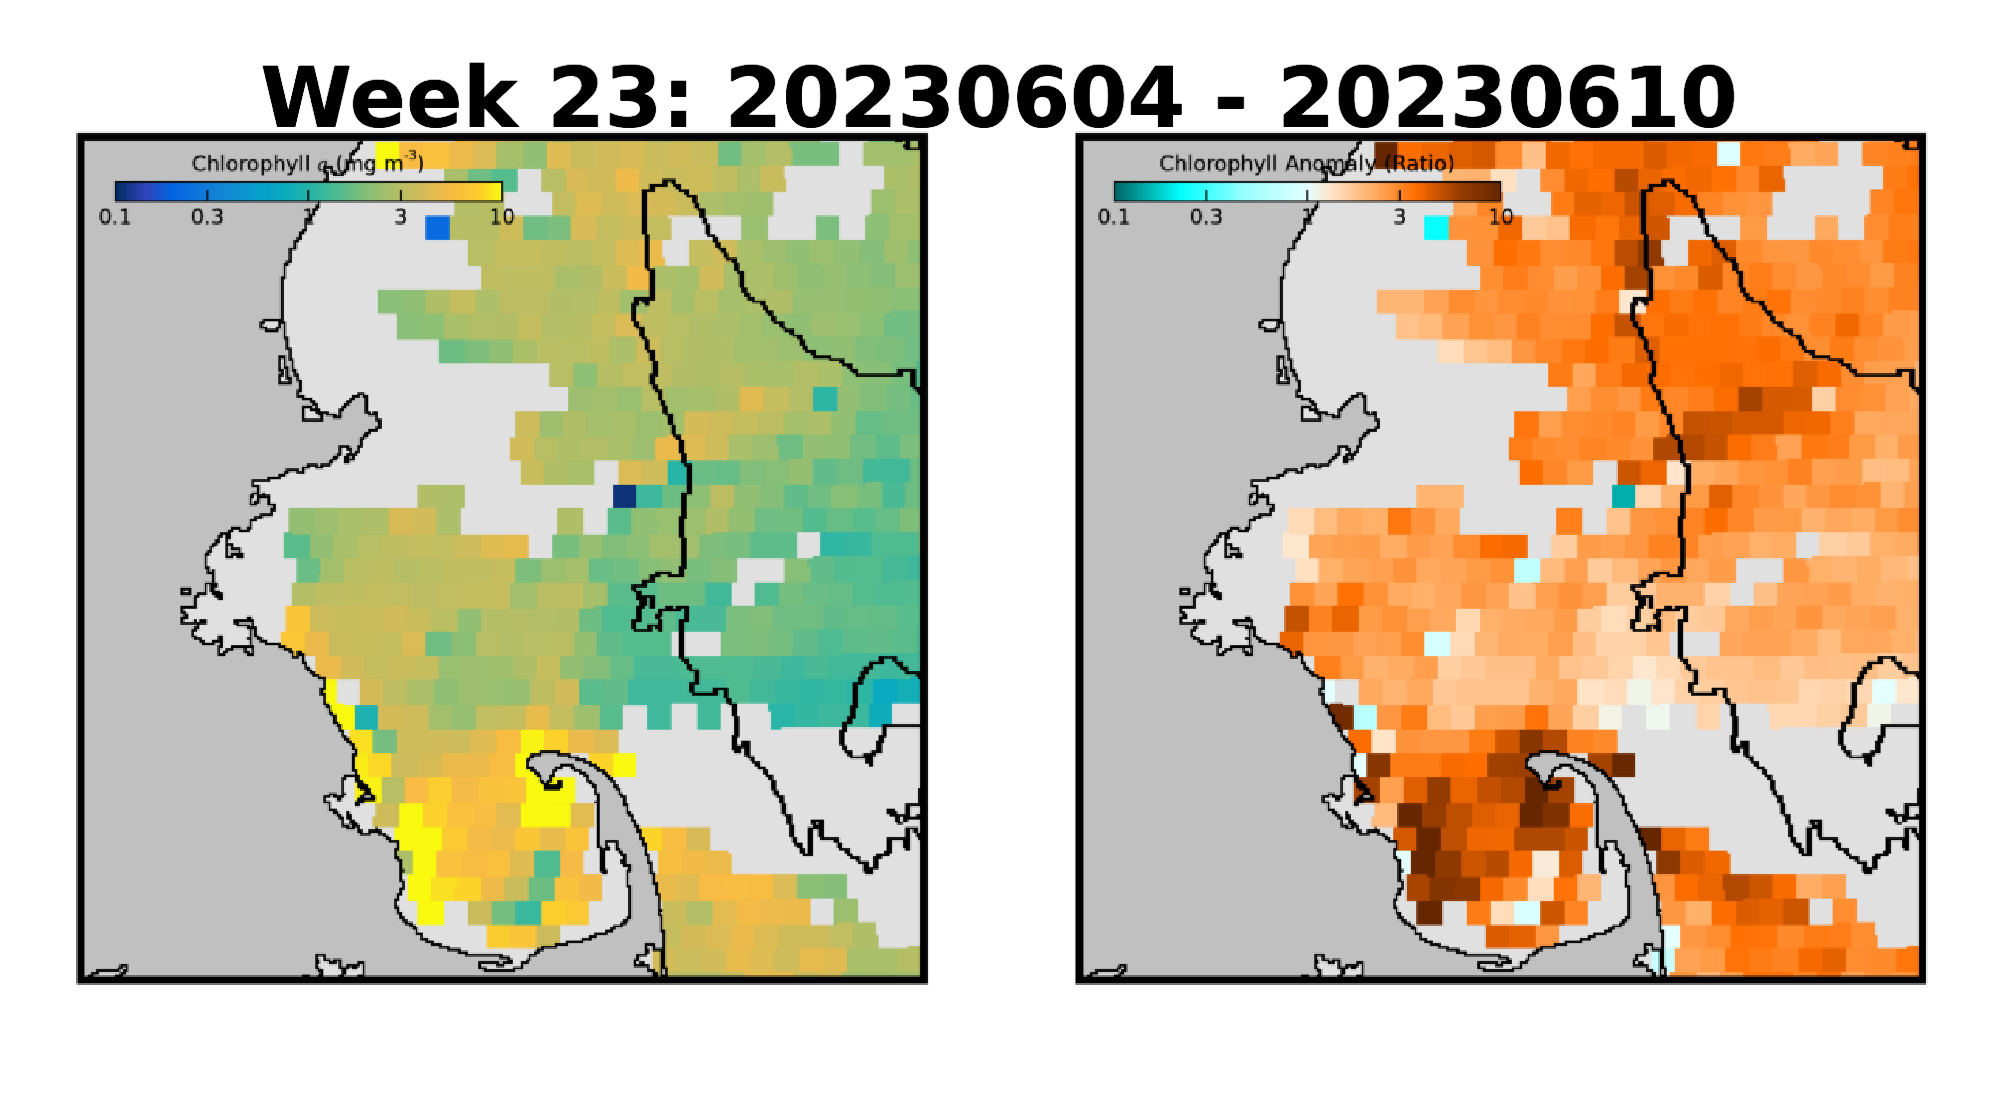 Week 23: 20230604 - 20230610
Chlorophyll a (mg m-3)
0.1 0.3 1 3 10
Chlorophyll Anomaly (Ratio)
0.1 0.3 1 3 10